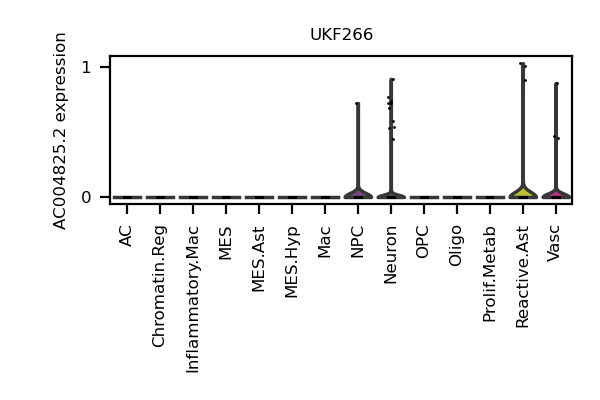 UKF266
AC004825.2 expression
1
0
AC
Chromatin.Reg
Inflammatory.Mac
MES
MES.Ast
MES.Hyp
Mac
NPC
Neuron
OPC
Oligo
Prolif.Metab
Reactive.Ast
Vasc